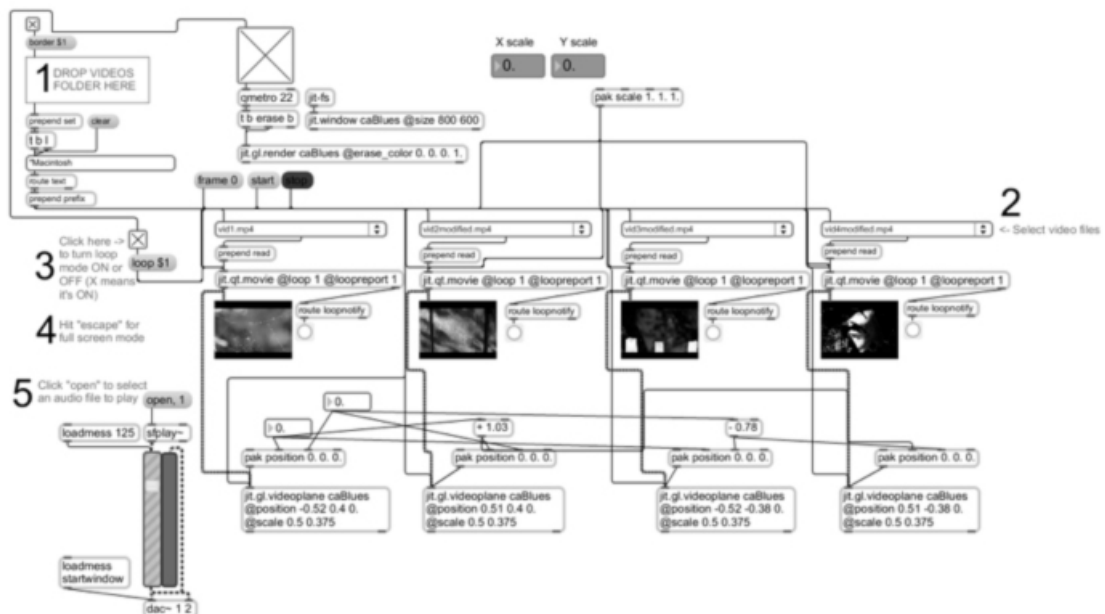 border $1
1 DROP VIDEOS
FOLDER HERE
prepend set
clear
t b l
"Macintosh
route text
prepend prefix
qmetro 22
jit-fs
t b erase b
jit.window caBlues @size 800 600
jit.gl.render caBlues @erase_color 0. 0. 0. 1.
X scale
Y scale
0.
0.
pak scale 1. 1. 1.
frame 0
start
stop
2
<- Select video files
vid1.mp4
vid2modified.mp4
vid3modified.mp4
vid4modified.mp4
prepend read
prepend read
prepend read
prepend read
3
Click here ->
to turn loop
mode ON or
OFF (X means
it's ON)
loop $1
jit.qt.movie @loop 1 @loopreport 1
jit.qt.movie @loop 1 @loopreport 1
jit.qt.movie @loop 1 @loopreport 1
jit.qt.movie @loop 1 @loopreport 1
route loopnotify
route loopnotify
route loopnotify
route loopnotify
4 Hit "escape" for
full screen mode
5 Click "open" to select
an audio file to play
open, 1
loadmess 125
sfplay~
0.
0.
+ 1.03
- 0.78
pak position 0. 0. 0.
pak position 0. 0. 0.
pak position 0. 0. 0.
pak position 0. 0. 0.
jit.gl.videoplane caBlues
@position -0.52 0.4 0.
@scale 0.5 0.375
jit.gl.videoplane caBlues
@position 0.51 0.4 0.
@scale 0.5 0.375
jit.gl.videoplane caBlues
@position -0.52 -0.38 0.
@scale 0.5 0.375
jit.gl.videoplane caBlues
@position 0.51 -0.38 0.
@scale 0.5 0.375
loadmess
startwindow
dac~ 1 2